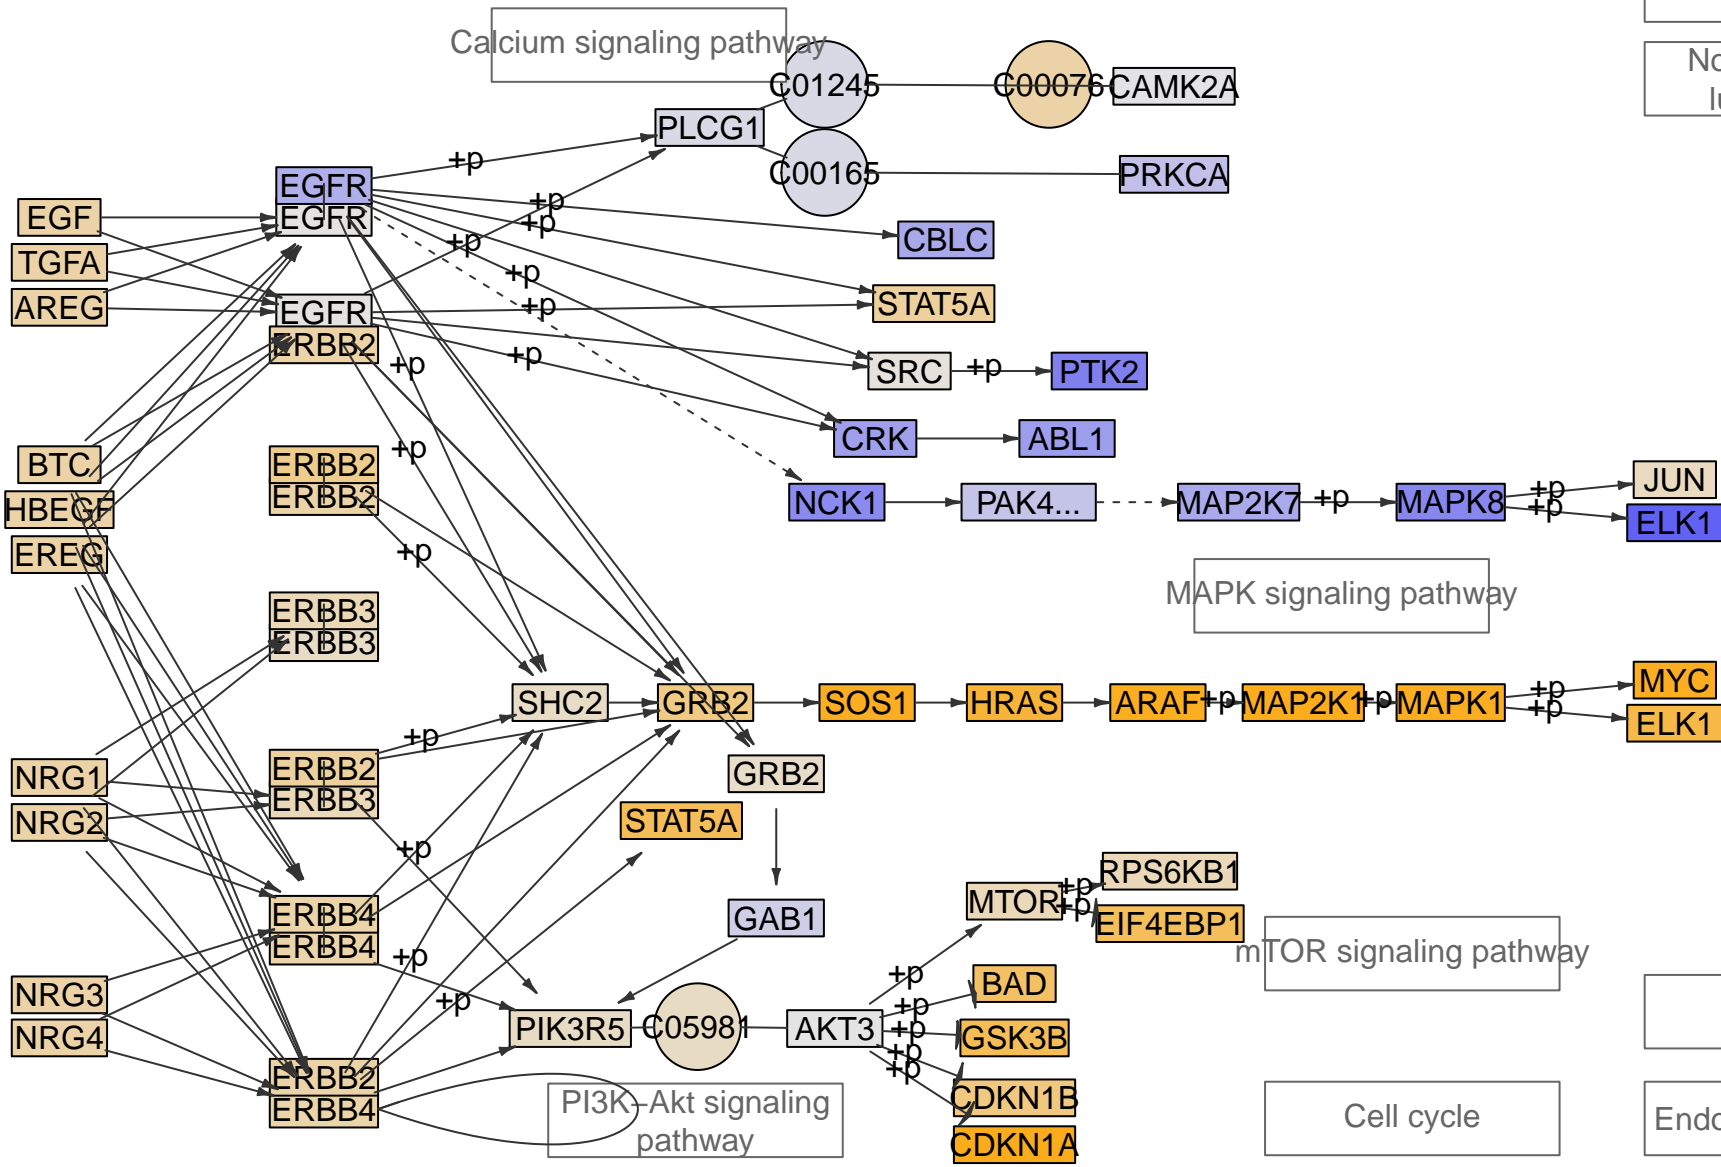 Calcium signaling pathway
No
lu
C01245
C00076
CAMK2A
PLCG1
+p
C00165
PRKCA
EGFR
EGFR
EGF
+p
+p
+p
CBLC
TGFA
+p
AREG
EGFR
+p
STAT5A
ERBB2
+p
+p
SRC
+p
PTK2
CRK
ABL1
+p
BTC
ERBB2
ERBB2
JUN
+p
HBEGF
NCK1
PAK4...
MAP2K7
+p
MAPK8
+p
ELK1
EREG
+p
MAPK signaling pathway
ERBB3
ERBB3
SHC2
GRB2
SOS1
HRAS
ARAF
+p
MAP2K1
+p
MAPK1
+p
+p
MYC
ELK1
+p
NRG1
ERBB2
ERBB3
GRB2
NRG2
STAT5A
+p
ERBB4
ERBB4
GAB1
MTOR
+p
+p
RPS6KB1
EIF4EBP1
mTOR signaling pathway
+p
+p
+p
BAD
NRG3
NRG4
PIK3R5
C05981
AKT3
+p
+p
+p
+p
GSK3B
ERBB2
ERBB4
PI3K–Akt signaling
pathway
CDKN1B
CDKN1A
Cell cycle
Endo